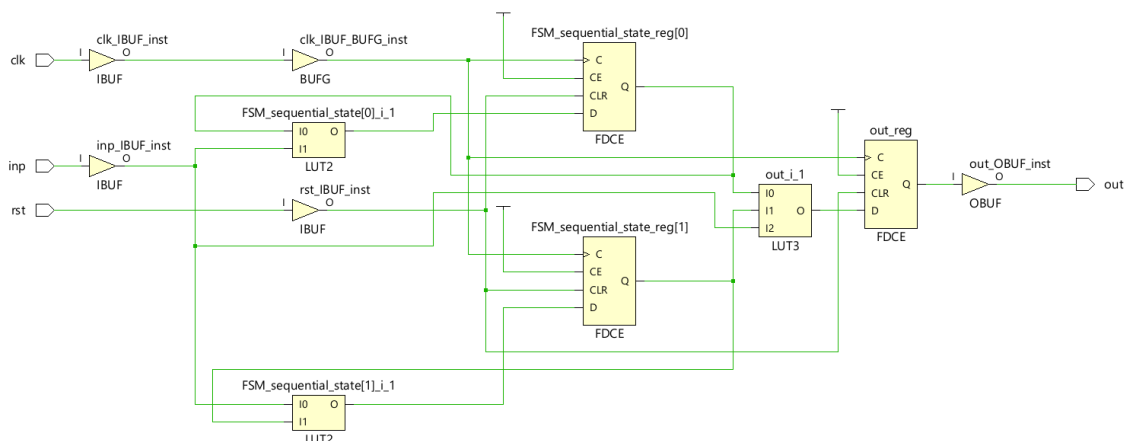 clk
I
clk_IBUF_inst
O
IBUF
I
clk_IBUF_BUFG_inst
O
BUFG
FSM_sequential_state_reg[0]
C
CE
CLR
D
Q
FDCE
FSM_sequential_state[0]_i_1
I0
I1
O
LUT2
inp
I
inp_IBUF_inst
O
IBUF
rst
I
rst_IBUF_inst
O
IBUF
FSM_sequential_state_reg[1]
C
CE
CLR
D
Q
FDCE
out_i_1
I0
I1
I2
O
LUT3
out_reg
C
CE
CLR
D
Q
FDCE
I
out_OBUF_inst
O
OBUF
out
FSM_sequential_state[1]_i_1
I0
I1
O
LUT2